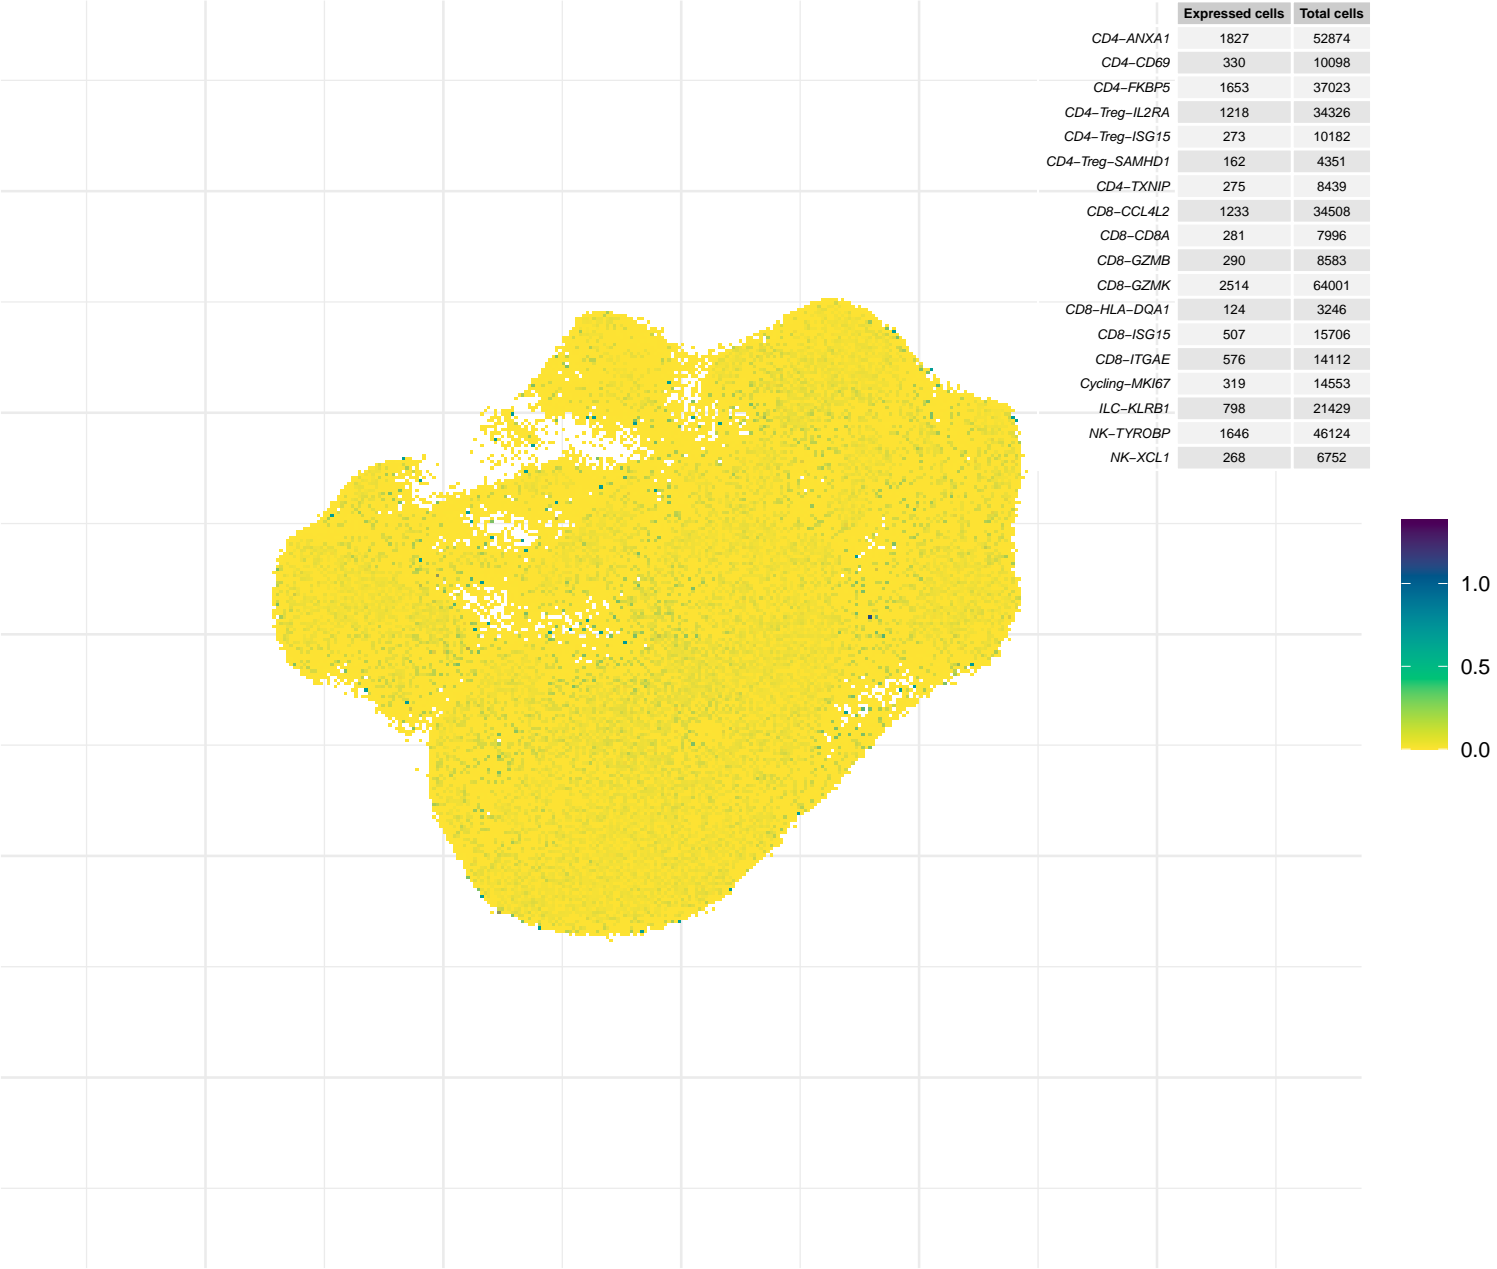 Expressed cells Total cells
CD4−ANXA1 1827 52874
CD4−CD69 330 10098
CD4−FKBP5 1653 37023
CD4−Treg−IL2RA 1218 34326
CD4−Treg−ISG15 273 10182
CD4−Treg−SAMHD1 162 4351
CD4−TXNIP 275 8439
CD8−CCL4L2 1233 34508
CD8−CD8A 281 7996
CD8−GZMB 290 8583
CD8−GZMK 2514 64001
CD8−HLA−DQA1 124 3246
CD8−ISG15 507 15706
CD8−ITGAE 576 14112
Cycling−MKI67 319 14553
ILC−KLRB1 798 21429
NK−TYROBP 1646 46124
NK−XCL1 268 6752
1.0
0.5
0.0